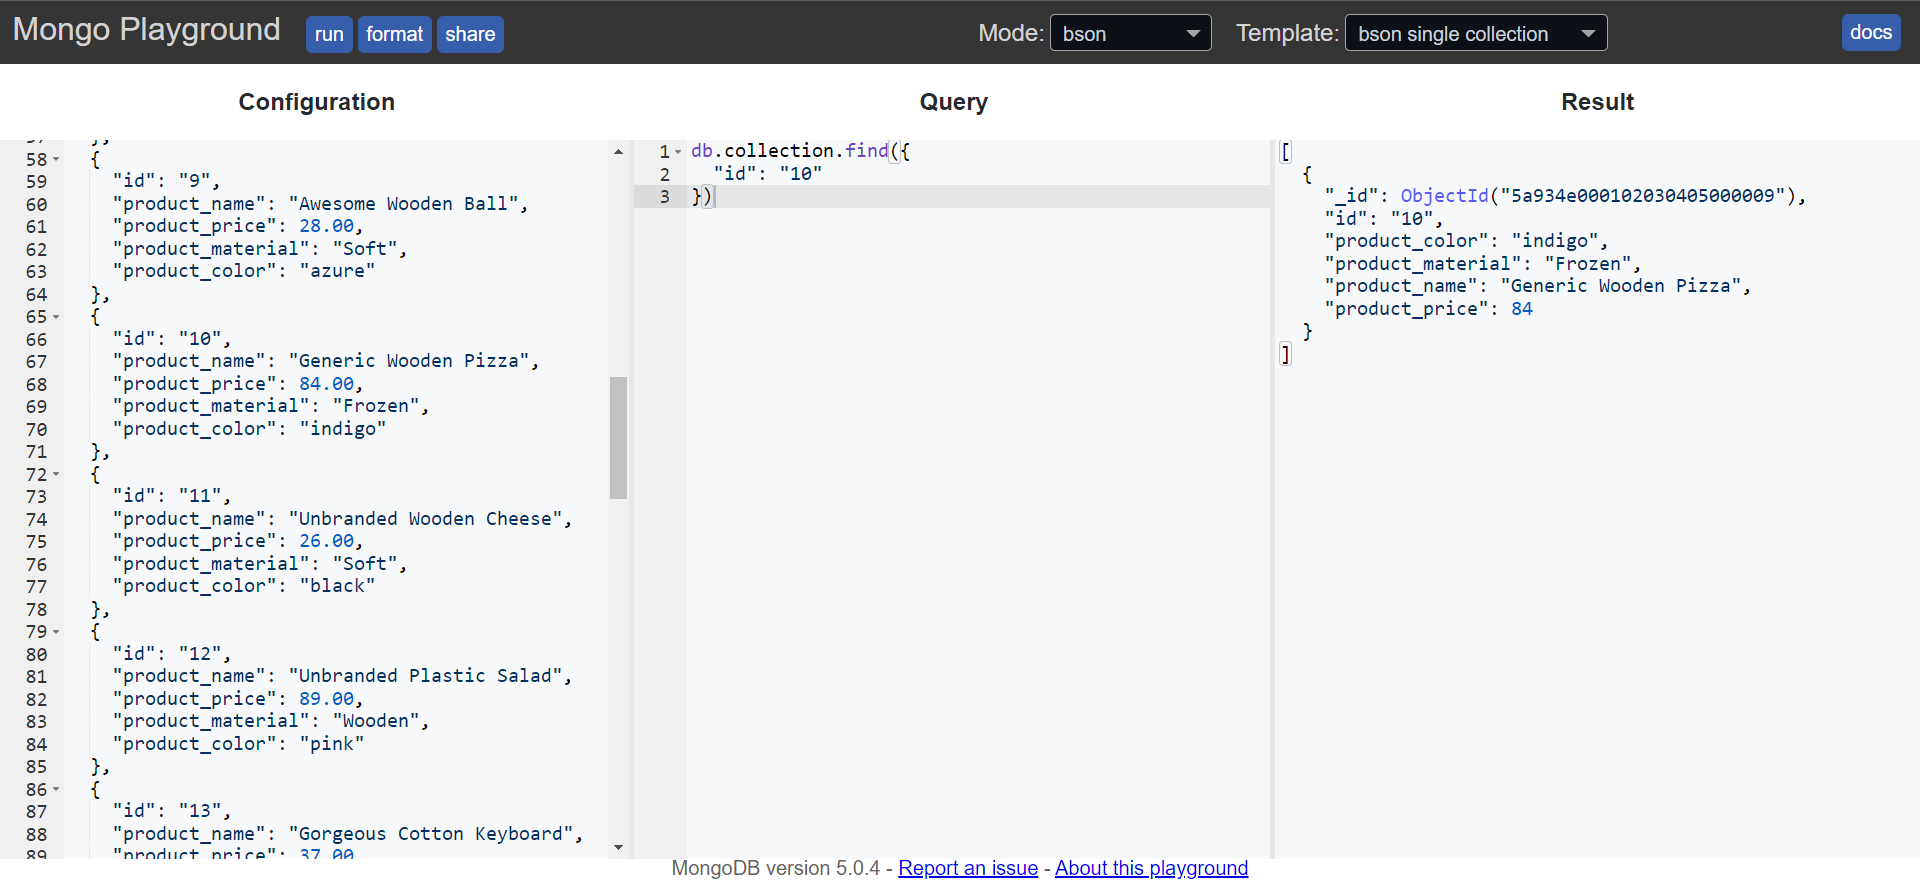 Mongo Playground
run
format
share
Mode:
bson
Template:
bson single collection
docs
Configuration
Query
Result
58
{
59
"id": "9",
60
"product_name": "Awesome Wooden Ball",
61
"product_price": 28.00,
62
"product_material": "Soft",
63
"product_color": "azure"
64
},
65
{
66
"id": "10",
67
"product_name": "Generic Wooden Pizza",
68
"product_price": 84.00,
69
"product_material": "Frozen",
70
"product_color": "indigo"
71
},
72
{
73
"id": "11",
74
"product_name": "Unbranded Wooden Cheese",
75
"product_price": 26.00,
76
"product_material": "Soft",
77
"product_color": "black"
78
},
79
{
80
"id": "12",
81
"product_name": "Unbranded Plastic Salad",
82
"product_price": 89.00,
83
"product_material": "Wooden",
84
"product_color": "pink"
85
},
86
{
87
"id": "13",
88
"product_name": "Gorgeous Cotton Keyboard",
89
"product_price": 37.00
1
db.collection.find({
2
"id": "10"
3
})
[
{
"_id": ObjectId("5a934e000102030405000009"),
"id": "10",
"product_color": "indigo",
"product_material": "Frozen",
"product_name": "Generic Wooden Pizza",
"product_price": 84
}
]
MongoDB version 5.0.4 - Report an issue - About this playground